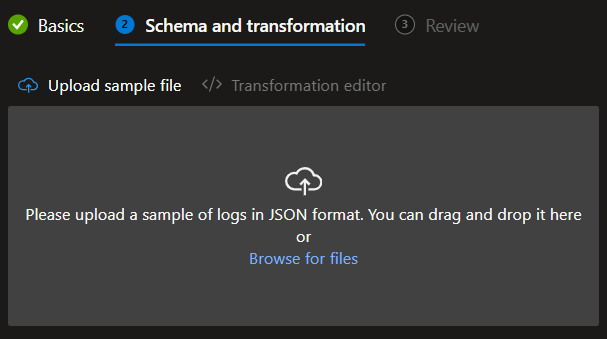 Basics
2 Schema and transformation
3 Review
Upload sample file
</> Transformation editor
Please upload a sample of logs in JSON format. You can drag and drop it here
or
Browse for files